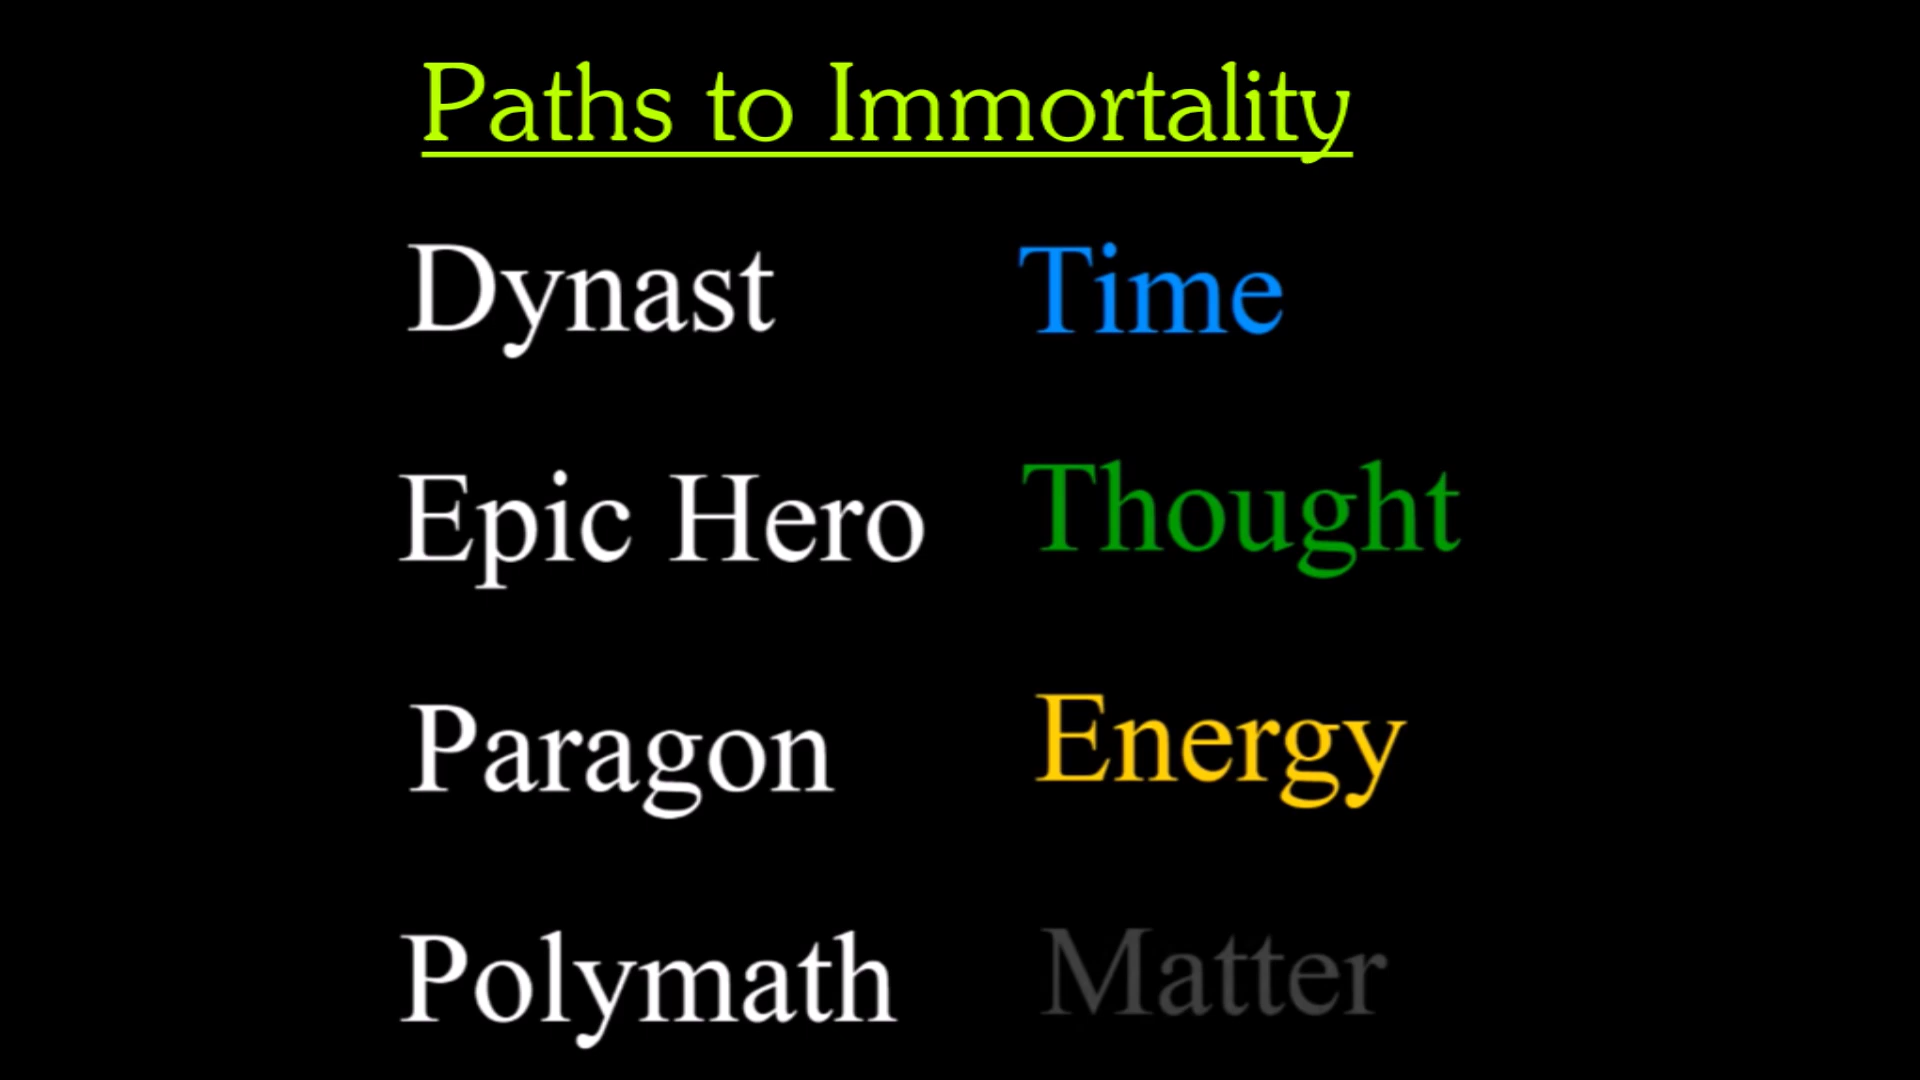 Paths to Immortality
Dynast Time
Epic Hero Thought
Paragon Energy
Polymath Matter